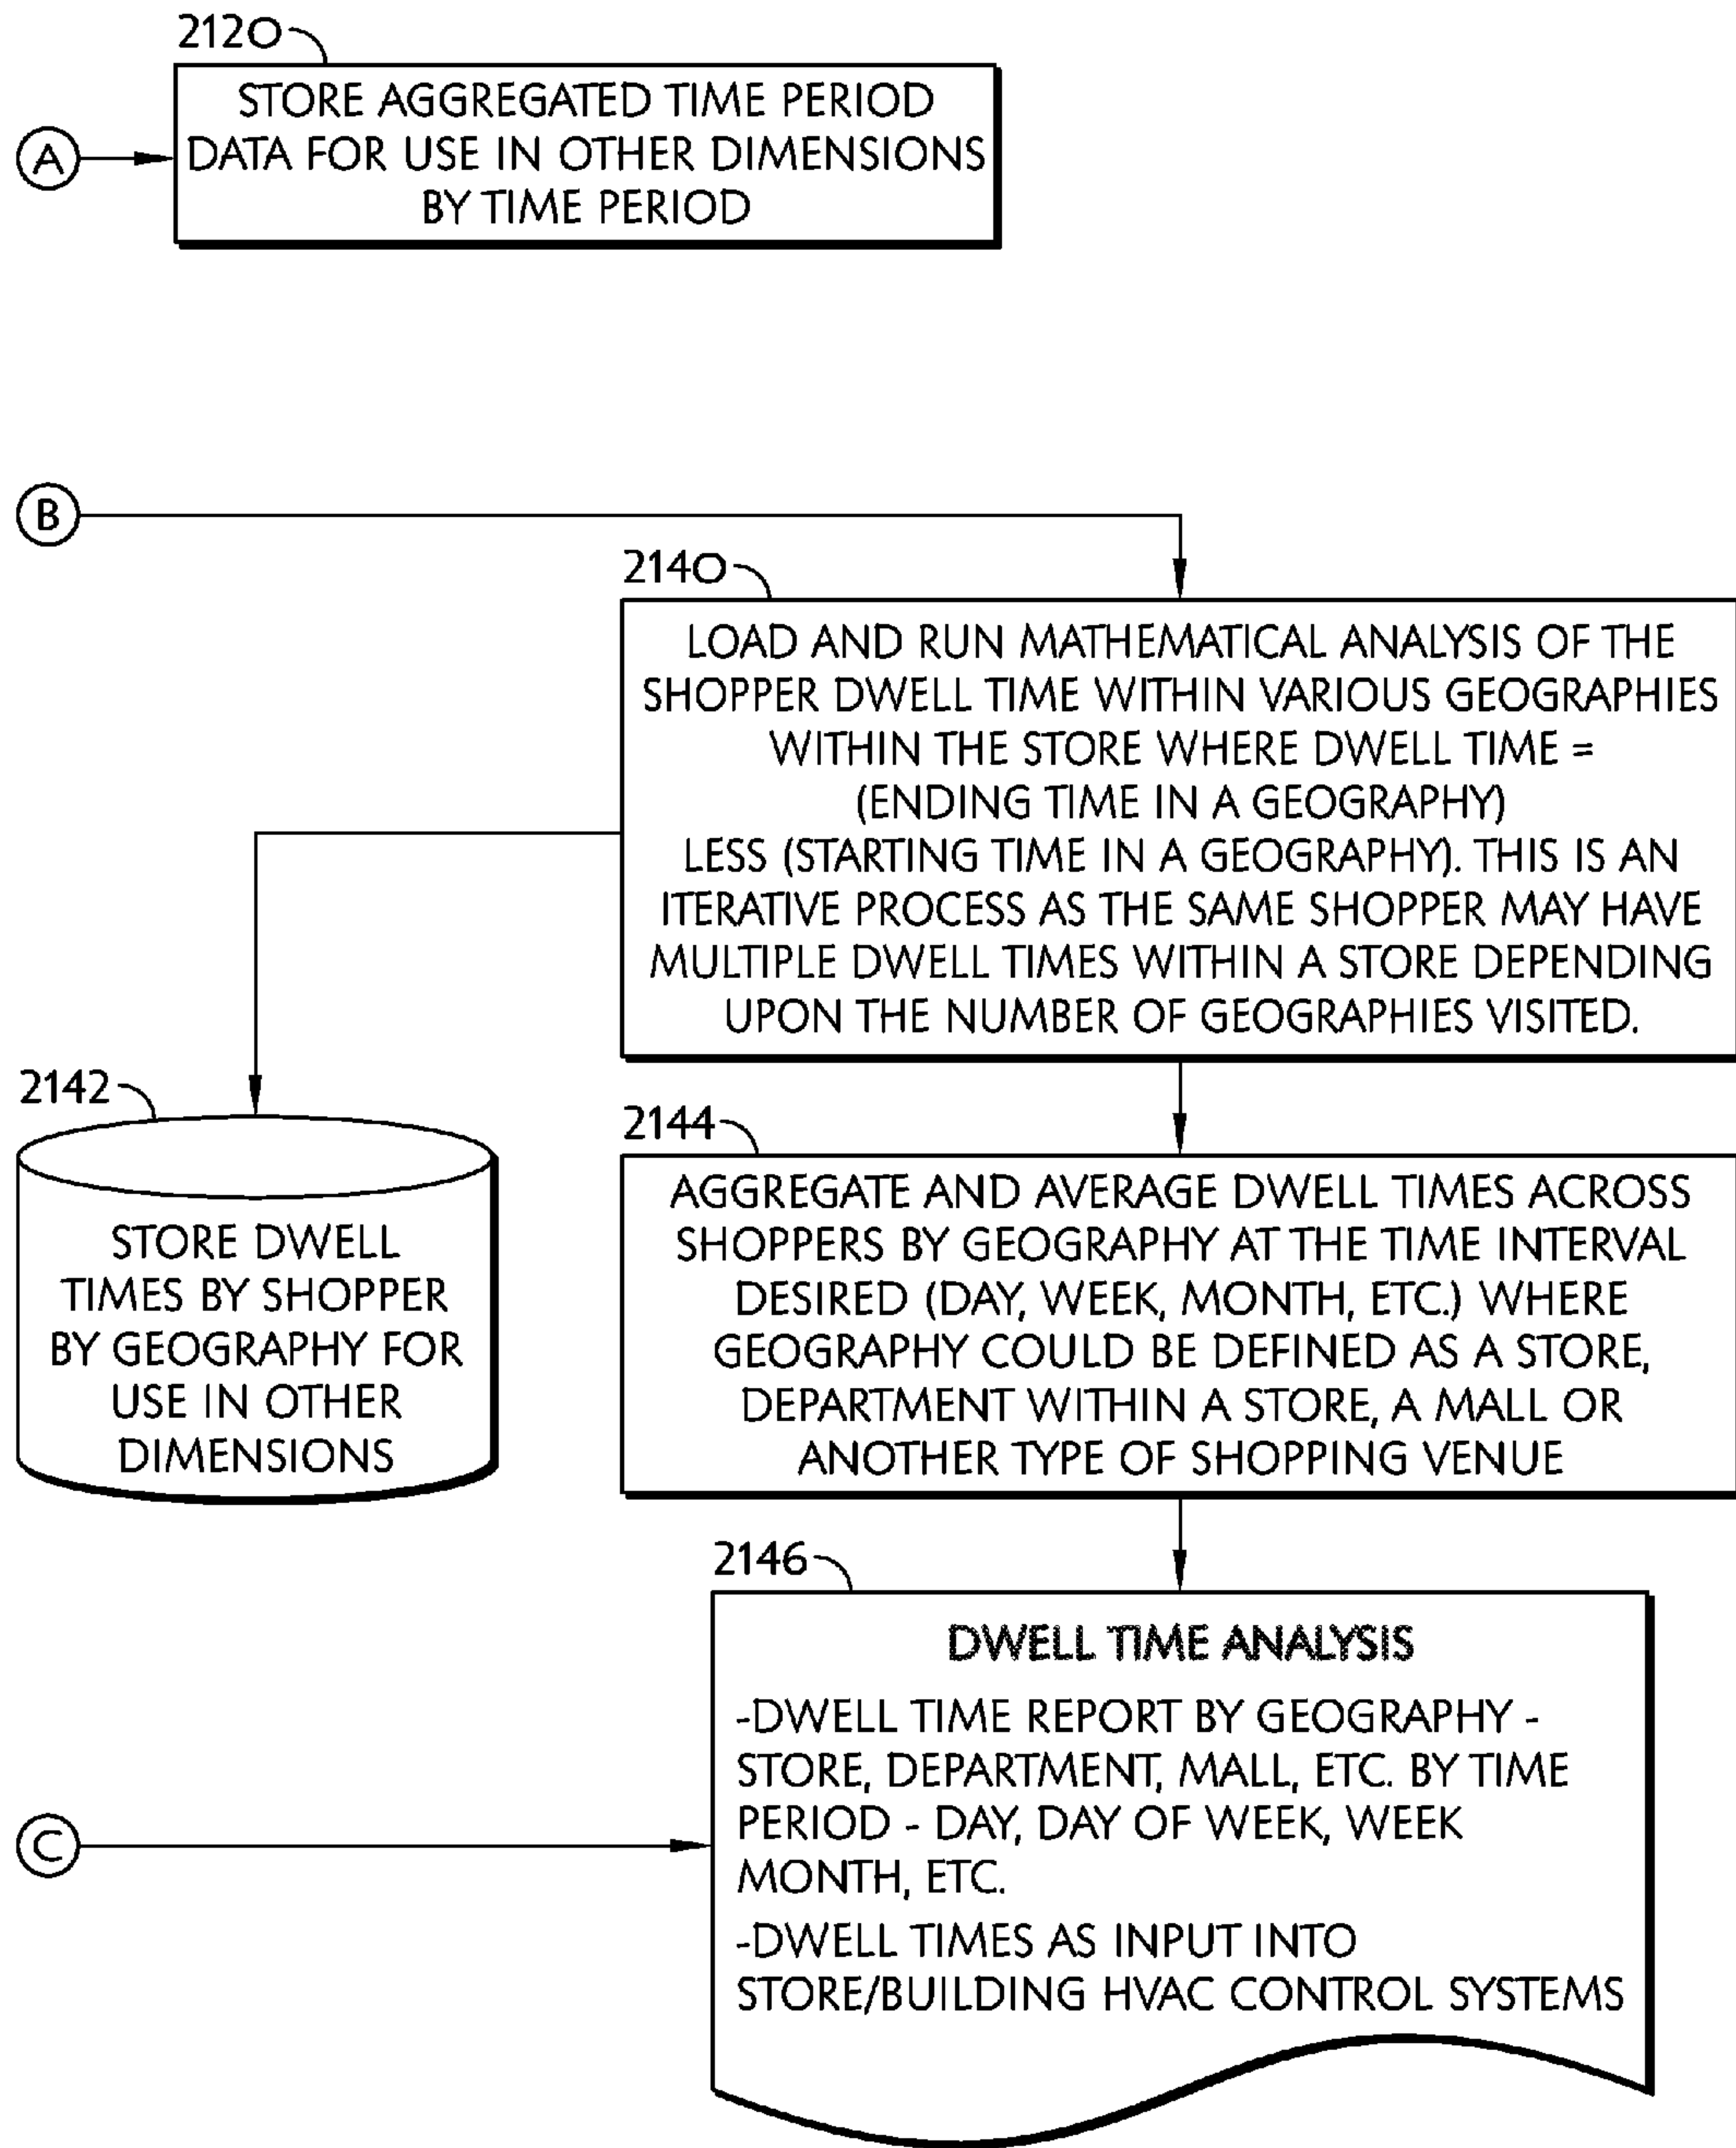 2120
STORE AGGREGATED TIME PERIOD
DATA FOR USE IN OTHER DIMENSIONS
BY TIME PERIOD
A
B
2140
LOAD AND RUN MATHEMATICAL ANALYSIS OF THE
SHOPPER DWELL TIME WITHIN VARIOUS GEOGRAPHIES
WITHIN THE STORE WHERE DWELL TIME =
(ENDING TIME IN A GEOGRAPHY)
LESS (STARTING TIME IN A GEOGRAPHY). THIS IS AN
ITERATIVE PROCESS AS THE SAME SHOPPER MAY HAVE
MULTIPLE DWELL TIMES WITHIN A STORE DEPENDING
UPON THE NUMBER OF GEOGRAPHIES VISITED.
2142
STORE DWELL
TIMES BY SHOPPER
BY GEOGRAPHY FOR
USE IN OTHER
DIMENSIONS
2144
AGGREGATE AND AVERAGE DWELL TIMES ACROSS
SHOPPERS BY GEOGRAPHY AT THE TIME INTERVAL
DESIRED (DAY, WEEK, MONTH, ETC.) WHERE
GEOGRAPHY COULD BE DEFINED AS A STORE,
DEPARTMENT WITHIN A STORE, A MALL OR
ANOTHER TYPE OF SHOPPING VENUE
2146
DWELL TIME ANALYSIS
-DWELL TIME REPORT BY GEOGRAPHY -
STORE, DEPARTMENT, MALL, ETC. BY TIME
PERIOD - DAY, DAY OF WEEK, WEEK
MONTH, ETC.
-DWELL TIMES AS INPUT INTO
STORE/BUILDING HVAC CONTROL SYSTEMS
C